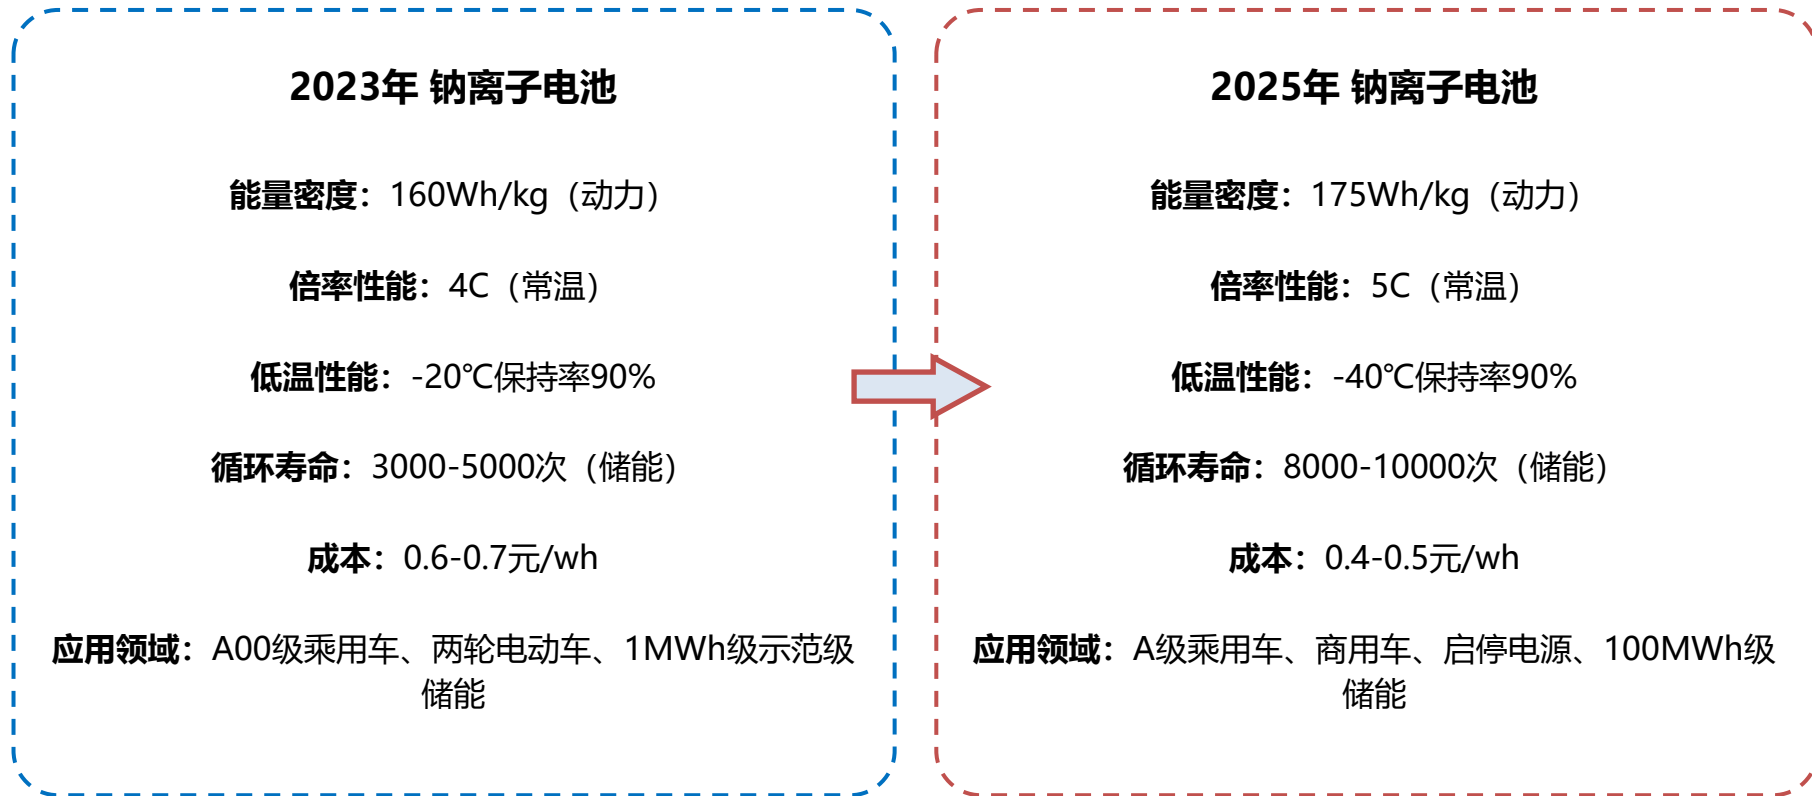 2023年 钠离子电池
能量密度：160Wh/kg（动力）
倍率性能：4C（常温）
低温性能：-20℃保持率90%
循环寿命：3000-5000次（储能）
成本：0.6-0.7元/wh
应用领域：A00级乘用车、两轮电动车、1MWh级示范级
储能
2025年 钠离子电池
能量密度：175Wh/kg（动力）
倍率性能：5C（常温）
低温性能：-40℃保持率90%
循环寿命：8000-10000次（储能）
成本：0.4-0.5元/wh
应用领域：A级乘用车、商用车、启停电源、100MWh级
储能